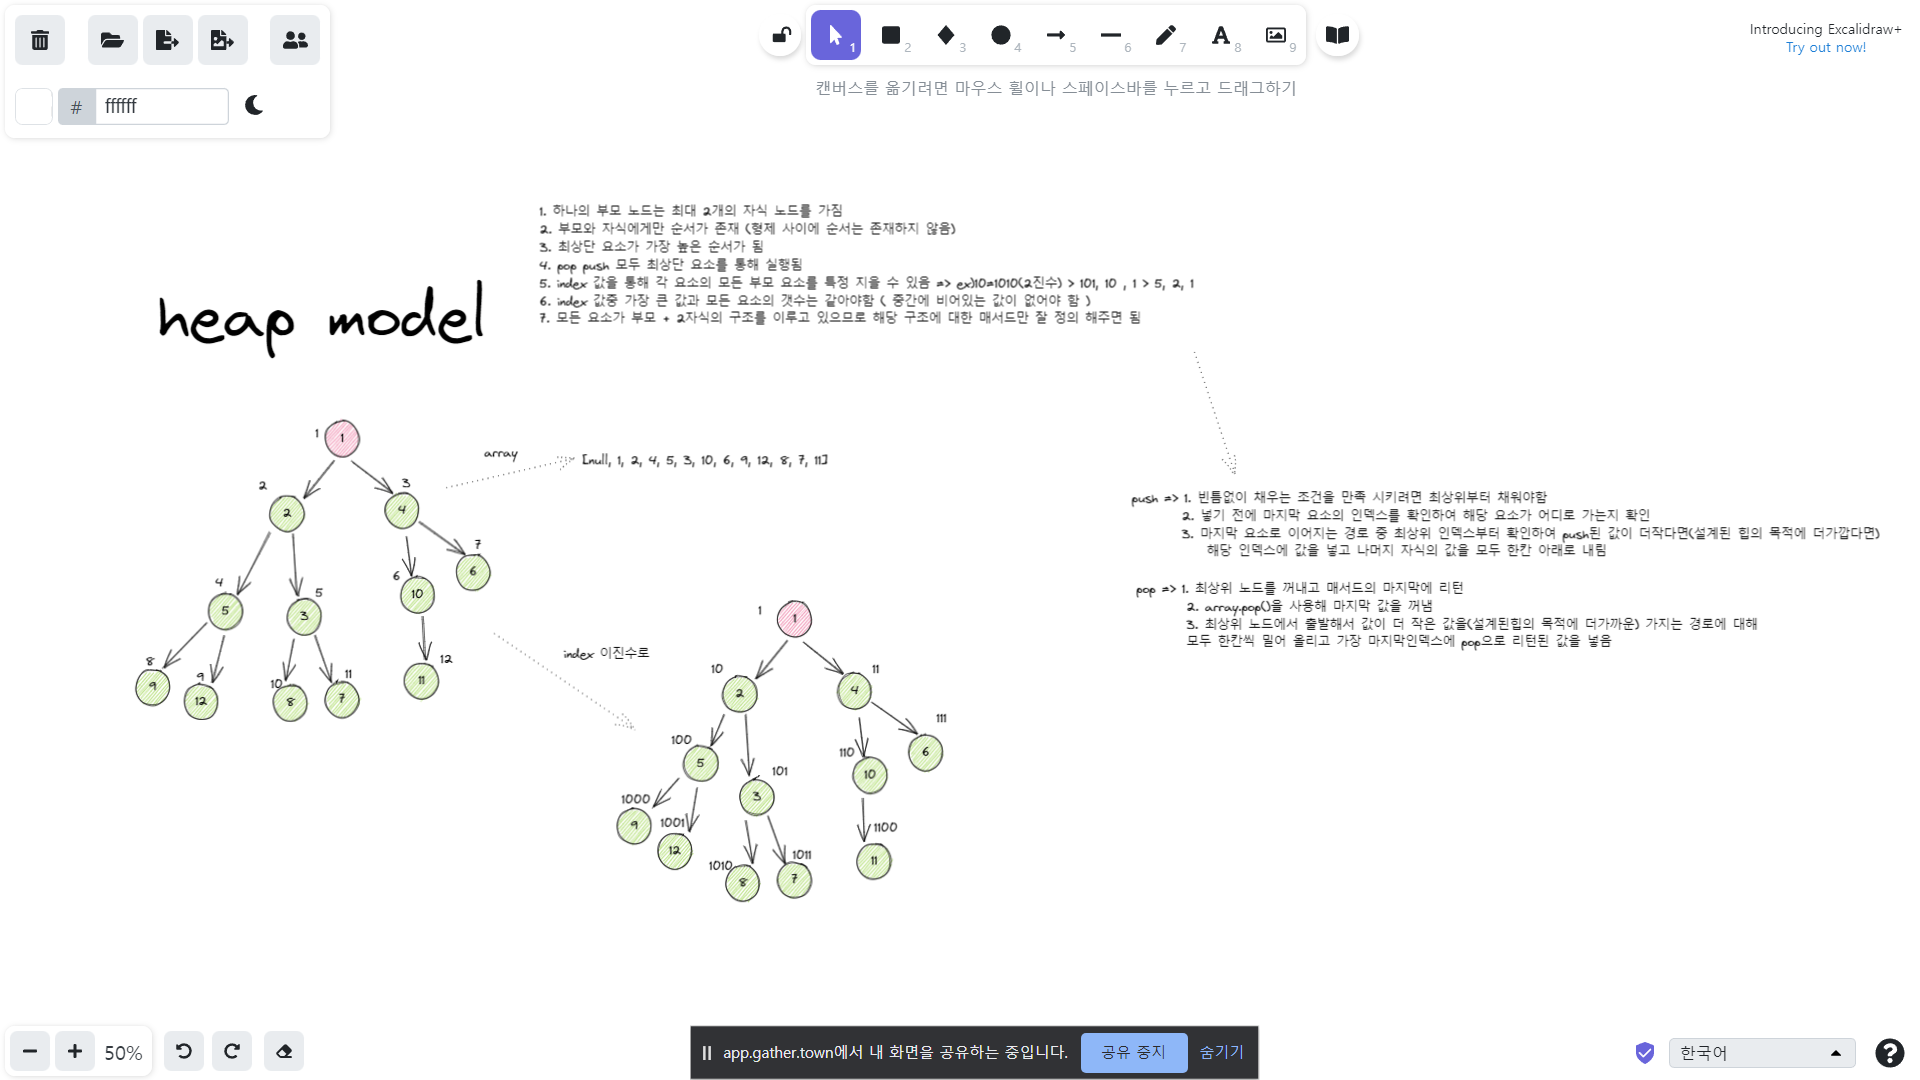 1
2
3
4
5
6
7
8
9
Introducing Excalidraw+
Try out now!
캔버스를 옮기려면 마우스 휠이나 스페이스바를 누르고 드래그하기
# ffffff
heap model
1. 하나의 부모 노드는 최대 2개의 자식 노드를 가짐
2. 부모와 자식에게만 순서가 존재 (형제 사이에 순서는 존재하지 않음)
3. 최상단 요소가 가장 높은 순서가 됨
4. pop push 모두 최상단 요소를 통해 실행됨
5. index 값을 통해 각 요소의 모든 부모 요소를 특정 지을 수 있음 => ex)10=1010(2진수) > 101, 10 , 1 > 5, 2, 1
6. index 값중 가장 큰 값과 모든 요소의 갯수는 같아야함 ( 중간에 비어있는 값이 없어야 함 )
7. 모든 요소가 부모 + 2자식의 구조를 이루고 있으므로 해당 구조에 대한 매서드만 잘 정의 해주면 됨
1 1
2 2
3 4
4 5
5 3
6 10
7 6
8 9
9 12
10 8
11 7
12 11
array
[null, 1, 2, 4, 5, 3, 10, 6, 9, 12, 8, 7, 11]
index 이진수로
1 1
10 2
11 4
100 5
101 3
110 10
111 6
1000 9
1001 12
1010 8
1011 7
1100 11
push => 1. 빈틈없이 채우는 조건을 만족 시키려면 최상위부터 채워야함
2. 넣기 전에 마지막 요소의 인덱스를 확인하여 해당 요소가 어디로 가는지 확인
3. 마지막 요소로 이어지는 경로 중 최상위 인덱스부터 확인하여 push된 값이 더작다면(설계된 힙의 목적에 더가깝다면)
해당 인덱스에 값을 넣고 나머지 자식의 값을 모두 한칸 아래로 내림
pop => 1. 최상위 노드를 꺼내고 매서드의 마지막에 리턴
2. array.pop()을 사용해 마지막 값을 꺼냄
3. 최상위 노드에서 출발해서 값이 더 작은 값을(설계된힙의 목적에 더가까운) 가지는 경로에 대해
모두 한칸씩 밀어 올리고 가장 마지막인덱스에 pop으로 리턴된 값을 넣음
50%
app.gather.town에서 내 화면을 공유하는 중입니다.
공유 중지
숨기기
한국어